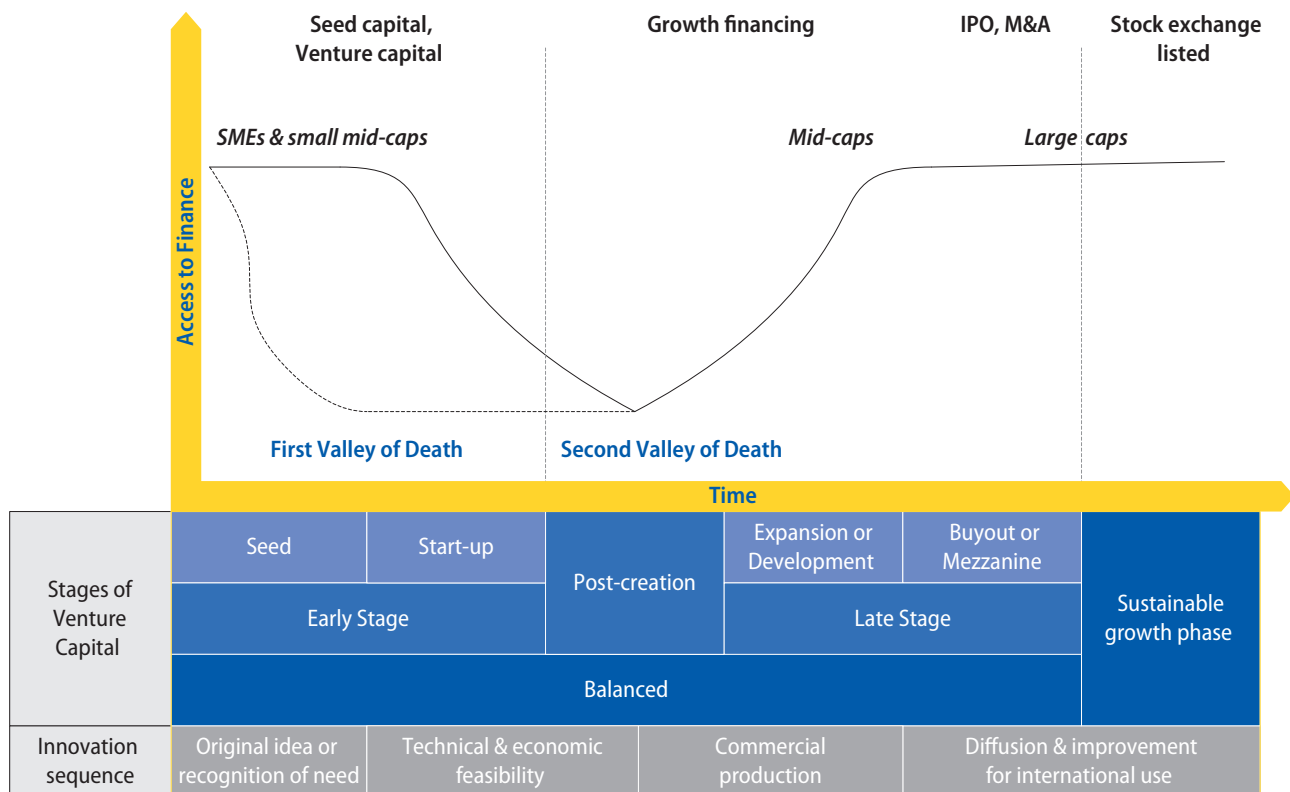 Seed capital,
Venture capital
Growth financing
IPO, M&A
Stock exchange
listed
SMEs & small mid-caps
Mid-caps
Large caps
Access to Finance
First Valley of Death
Second Valley of Death
Time
Stages of
Venture
Capital
Seed
Start-up
Post-creation
Expansion or
Development
Buyout or
Mezzanine
Early Stage
Late Stage
Sustainable
growth phase
Balanced
Innovation
sequence
Original idea or
recognition of need
Technical & economic
feasibility
Commercial
production
Diffusion & improvement
for international use